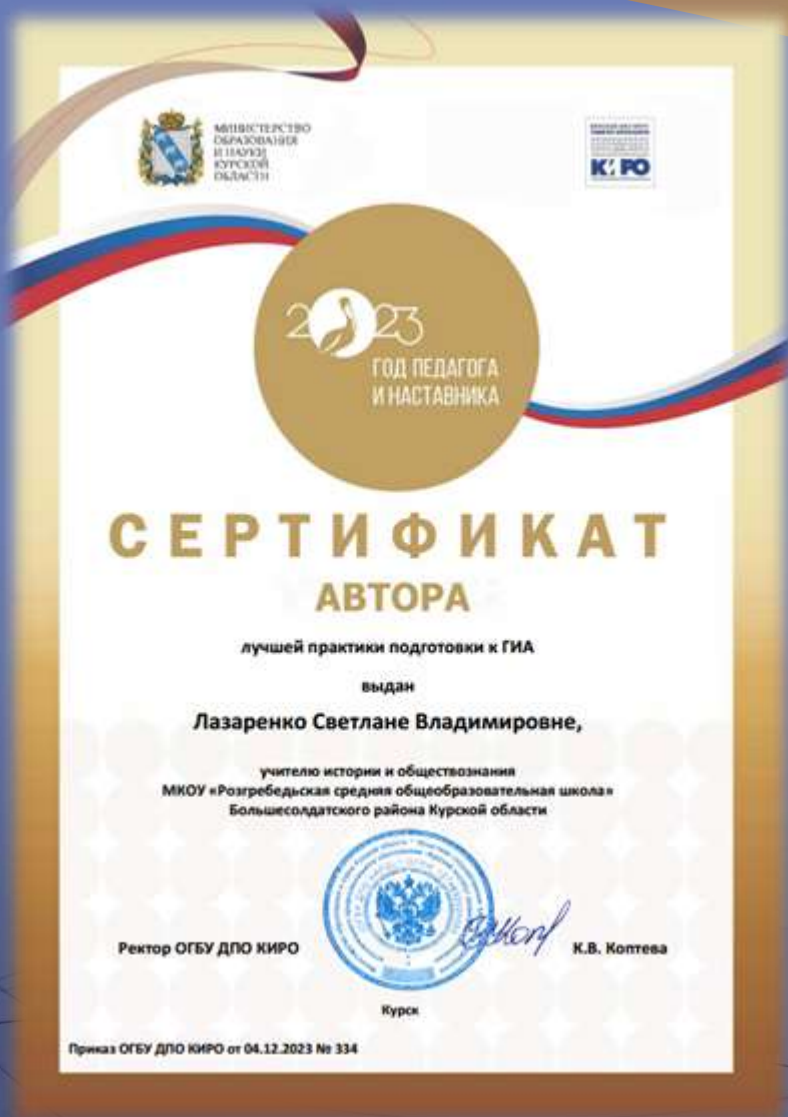 МИНИСТЕРСТВО
ОБРАЗОВАНИЯ
И НАУКИ
КУРСКОЙ
ОБЛАСТИ
КИРО
2023
ГОД ПЕДАГОГА
И НАСТАВНИКА
СЕРТИФИКАТ
АВТОРА
лучшей практики подготовки к ГИА
выдан
Лазаренко Светлане Владимировне,
учителю истории и обществознания
МКОУ «Розгребедьская средняя общеобразовательная школа»
Большесолдатского района Курской области
Ректор ОГБУ ДПО КИРО
К.В. Коптева
Курск
Приказ ОГБУ ДПО КИРО от 04.12.2023 № 334